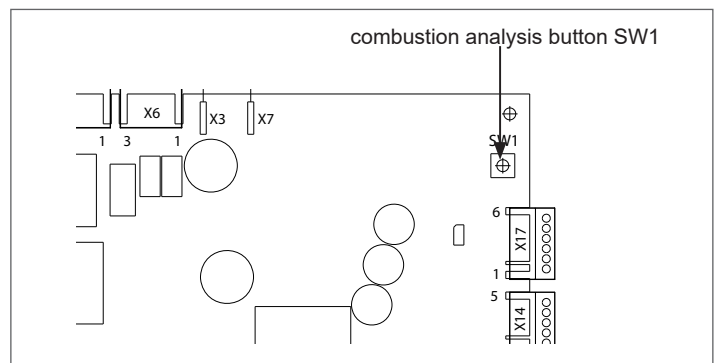 combustion analysis button SW1
X6
X3
X7
1
3
1
SW1
6
X17
1
5
X14